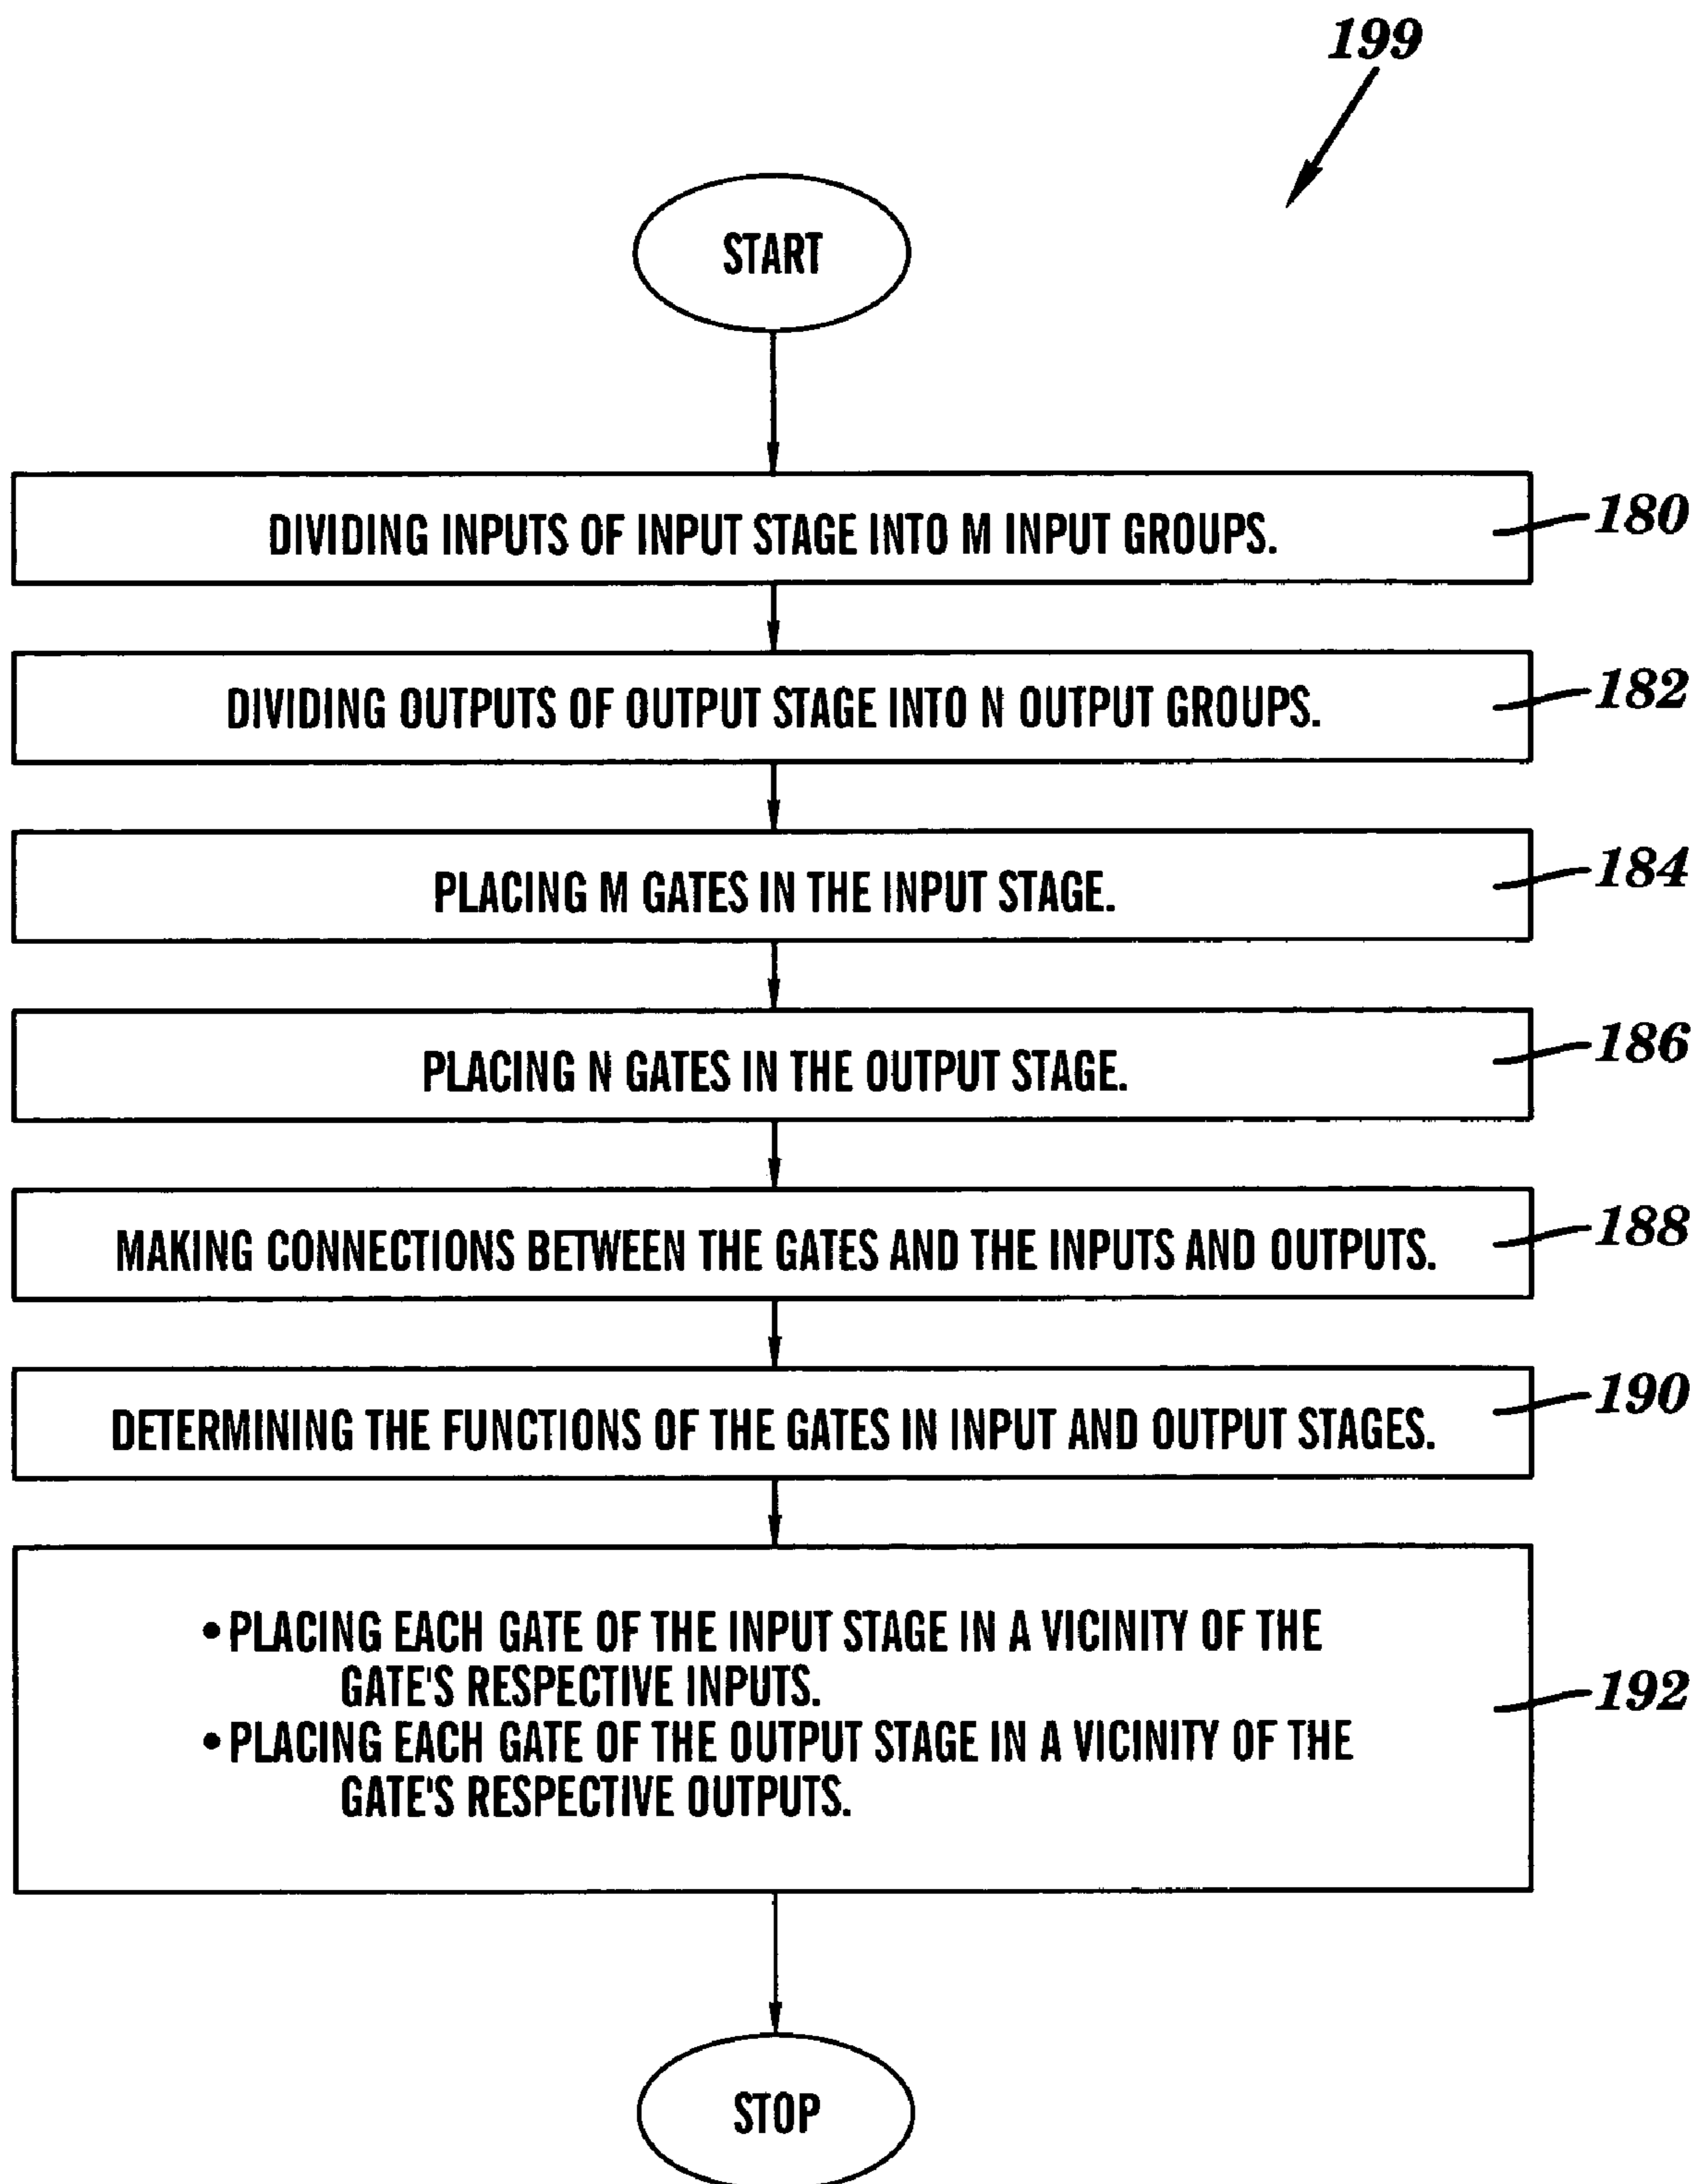 199
START
DIVIDING INPUTS OF INPUT STAGE INTO M INPUT GROUPS.
180
DIVIDING OUTPUTS OF OUTPUT STAGE INTO N OUTPUT GROUPS.
182
PLACING M GATES IN THE INPUT STAGE.
184
PLACING N GATES IN THE OUTPUT STAGE.
186
MAKING CONNECTIONS BETWEEN THE GATES AND THE INPUTS AND OUTPUTS.
188
DETERMINING THE FUNCTIONS OF THE GATES IN INPUT AND OUTPUT STAGES.
190
• PLACING EACH GATE OF THE INPUT STAGE IN A VICINITY OF THE
GATE'S RESPECTIVE INPUTS.
• PLACING EACH GATE OF THE OUTPUT STAGE IN A VICINITY OF THE
GATE'S RESPECTIVE OUTPUTS.
192
STOP